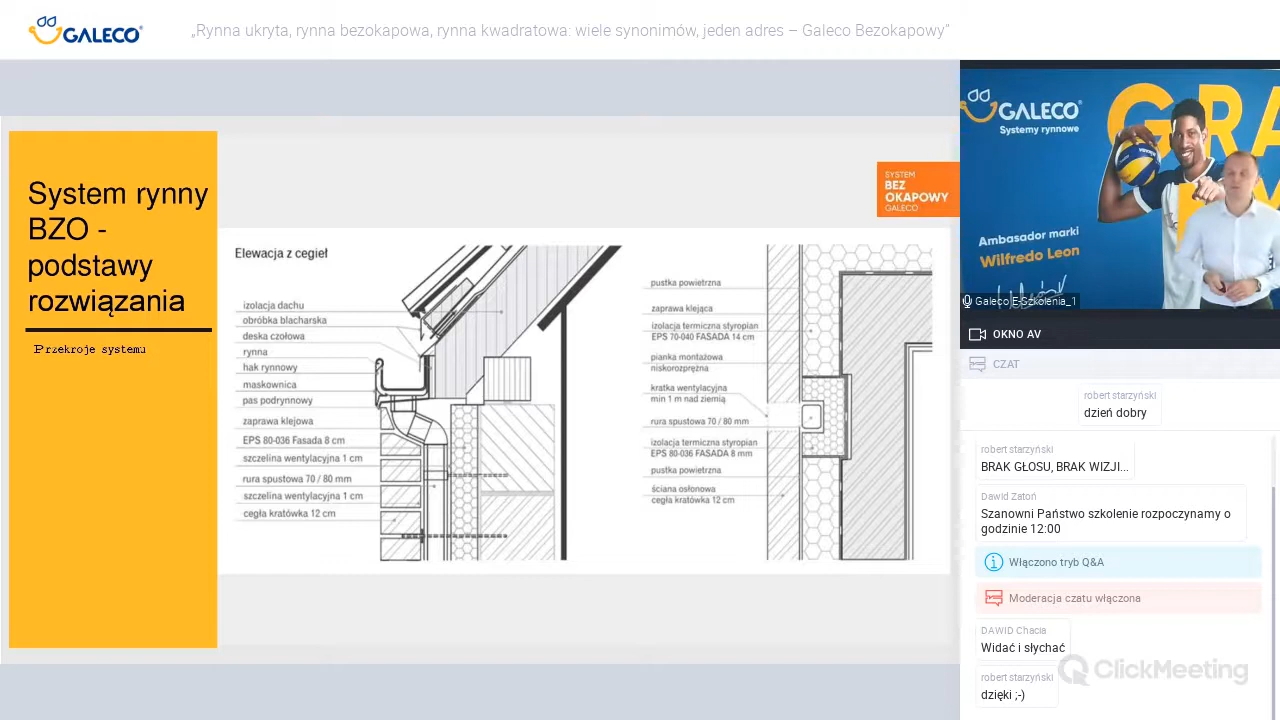 GALECO
„Rynna ukryta, rynna bezokapowa, rynna kwadratowa: wiele synonimów, jeden adres – Galeco Bezokapowy”
System rynny
BZO -
podstawy
rozwiązania
Przekroje systemu
SYSTEM
BEZ
OKAPOWY
GALECO
Elewacja z cegieł
izolacja dachu
obróbka blacharska
deska czołowa
rynna
hak rynnowy
maskownica
pas podrynnowy
zaprawa klejowa
EPS 80-036 Fasada 8 cm
szczelina wentylacyjna 1 cm
rura spustowa 70 / 80 mm
szczelina wentylacyjna 1 cm
cegła kratówka 12 cm
pustka powietrzna
zaprawa klejąca
izolacja termiczna styropian
EPS 70-040 FASADA 14 cm
pianka montażowa
niskorozprężna
kratka wentylacyjna
min 1 m nad ziemią
rura spustowa 70 / 80 mm
izolacja termiczna styropian
EPS 80-036 FASADA 8 mm
pustka powietrzna
ściana osłonowa
cegła kratówka 12 cm
GALECO
Systemy rynnowe
GRA
Ambasador marki
Wilfredo Leon
Galeco E-Szkolenia_1
OKNO AV
CZAT
robert starzyński
dzień dobry
robert starzyński
BRAK GŁOSU, BRAK WIZJI...
Dawid Zatoń
Szanowni Państwo szkolenie rozpoczynamy o
godzinie 12:00
Włączono tryb Q&A
Moderacja czatu włączona
DAWID Chacia
Widać i słychać
robert starzyński
dzięki ;-)
ClickMeeting